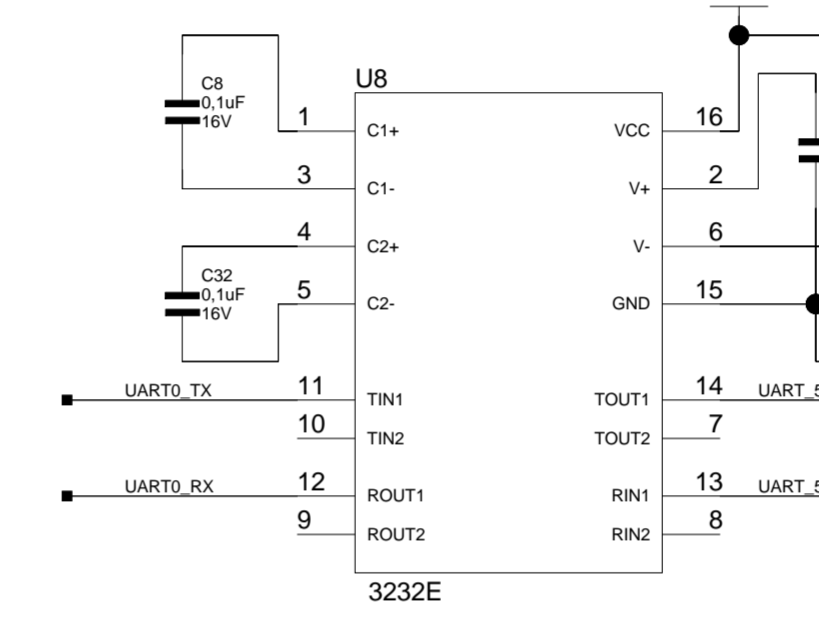 U8
C8
0,1uF
16V
1 C1+
3 C1-
4 C2+
C32
0,1uF
16V
5 C2-
UART0_TX 11 TIN1
10 TIN2
UART0_RX 12 ROUT1
9 ROUT2
VCC 16
V+ 2
V- 6
GND 15
TOUT1 14 UART_5
TOUT2 7
RIN1 13 UART_5
RIN2 8
3232E